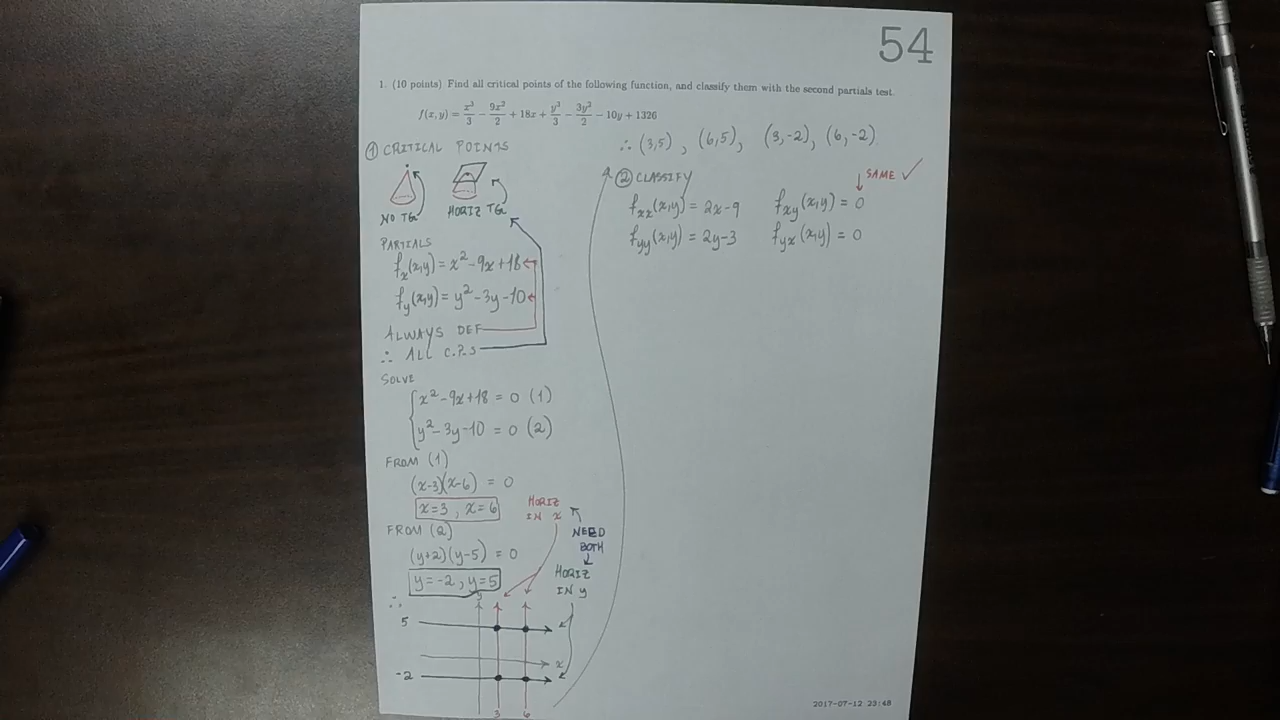 54
1. (10 points) Find all critical points of the following function, and classify them with the second partials test.
f(x, y) = x³/3 − 9x²/2 + 18x + y³/3 − 3y²/2 − 10y + 1326
① CRITICAL POINTS
NO TG
HORIZ TG
PARTIALS
fx(x,y) = x² - 9x + 18
fy(x,y) = y² - 3y - 10
ALWAYS DEF
∴ ALL C.P.S
SOLVE
x² - 9x + 18 = 0 (1)
y² - 3y - 10 = 0 (2)
FROM (1)
(x-3)(x-6) = 0
x=3 , x=6
FROM (2)
(y+2)(y-5) = 0
y=-2 , y=5
HORIZ
IN x
NEED
BOTH
HORIZ
IN y
∴
y
5
x
-2
3 6
∴ (3,5) , (6,5), (3,-2), (6,-2)
② CLASSIFY
SAME ✓
fxx(x,y) = 2x-9 fxy(x,y) = 0
fyy(x,y) = 2y-3 fyx(x,y) = 0
2017-07-12 23:48